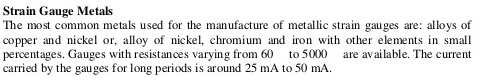 Strain Gauge Metals
The most common metals used for the manufacture of metallic strain gauges are: alloys of
copper and nickel or, alloy of nickel, chromium and iron with other elements in small
percentages. Gauges with resistances varying from 60 to 5000 are available. The current
carried by the gauges for long periods is around 25 mA to 50 mA.